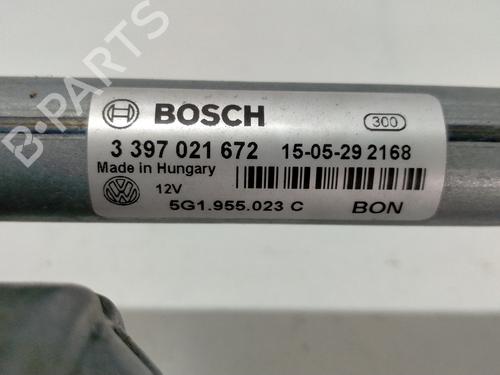 B-PARTS
BOSCH 300
3 397 021 672 15-05-29 2168
Made in Hungary
12V
5G1.955.023 C BON